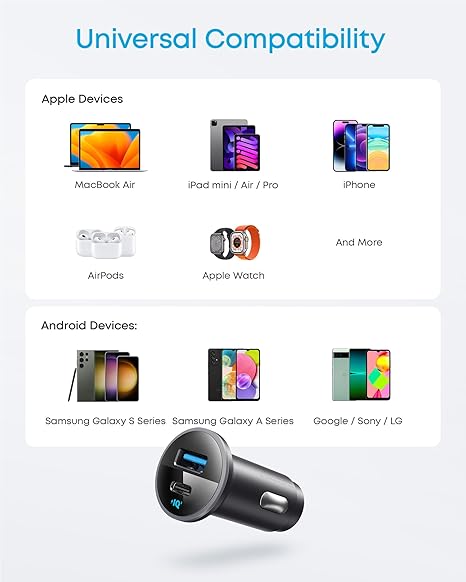 Universal Compatibility
Apple Devices
MacBook Air
iPad mini / Air / Pro
iPhone
AirPods
Apple Watch
And More
Android Devices:
Samsung Galaxy S Series
Samsung Galaxy A Series
Google / Sony / LG
IQ